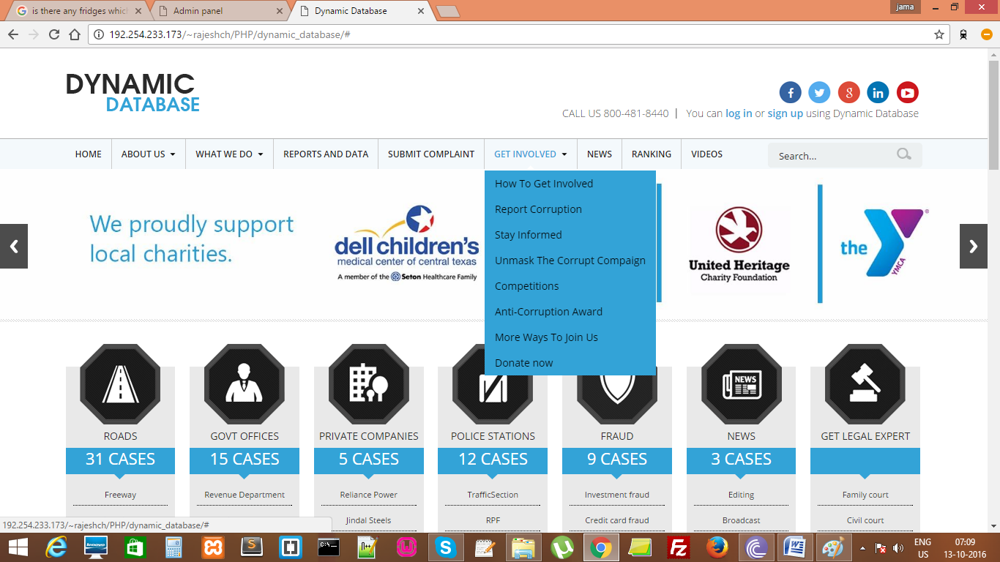 is there any fridges whic
Admin panel
Dynamic Database
jama
192.254.233.173/~rajeshch/PHP/dynamic_database/#
DYNAMIC
DATABASE
CALL US 800-481-8440 | You can log in or sign up using Dynamic Database
HOME ABOUT US WHAT WE DO REPORTS AND DATA SUBMIT COMPLAINT GET INVOLVED NEWS RANKING VIDEOS Search...
How To Get Involved
Report Corruption
Stay Informed
Unmask The Corrupt Compaign
Competitions
Anti-Corruption Award
More Ways To Join Us
Donate now
We proudly support
local charities.
dell children's
medical center of central texas
A member of the Seton Healthcare Family
United Heritage
Charity Foundation
the YMCA
ROADS GOVT OFFICES PRIVATE COMPANIES POLICE STATIONS FRAUD NEWS GET LEGAL EXPERT
31 CASES 15 CASES 5 CASES 12 CASES 9 CASES 3 CASES
Freeway Revenue Department Reliance Power TrafficSection Investment fraud Editing Family court
Jindal Steels RPF Credit card fraud Broadcast Civil court
192.254.233.173/~rajeshch/PHP/dynamic_database/#
ENG 07:09
US 13-10-2016